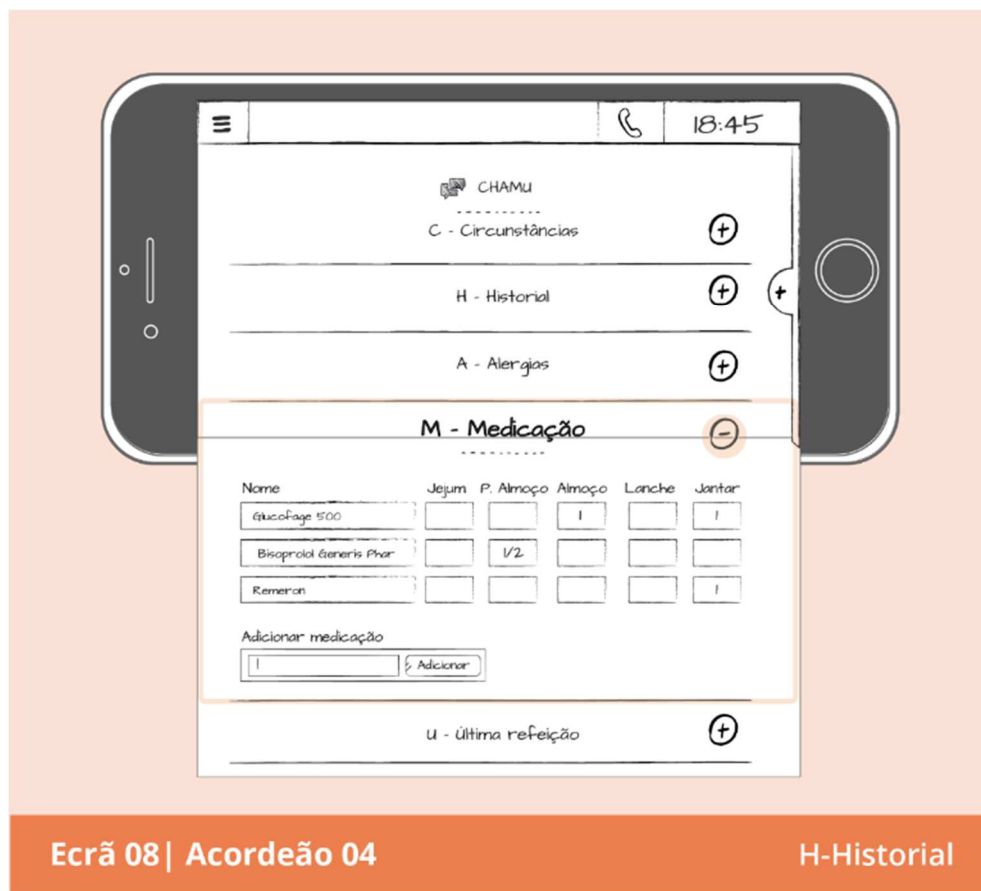 18:45
CHAMU
C - Circunstâncias
H - Historial
A - Alergias
M - Medicação
Nome Jejum P. Almoço Almoço Lanche Jantar
Glucofage 500 1 1
Bisoprolol Generis Phar 1/2
Remeron 1
Adicionar medicação
Adicionar
U - Última refeição
Ecrã 08| Acordeão 04 H-Historial